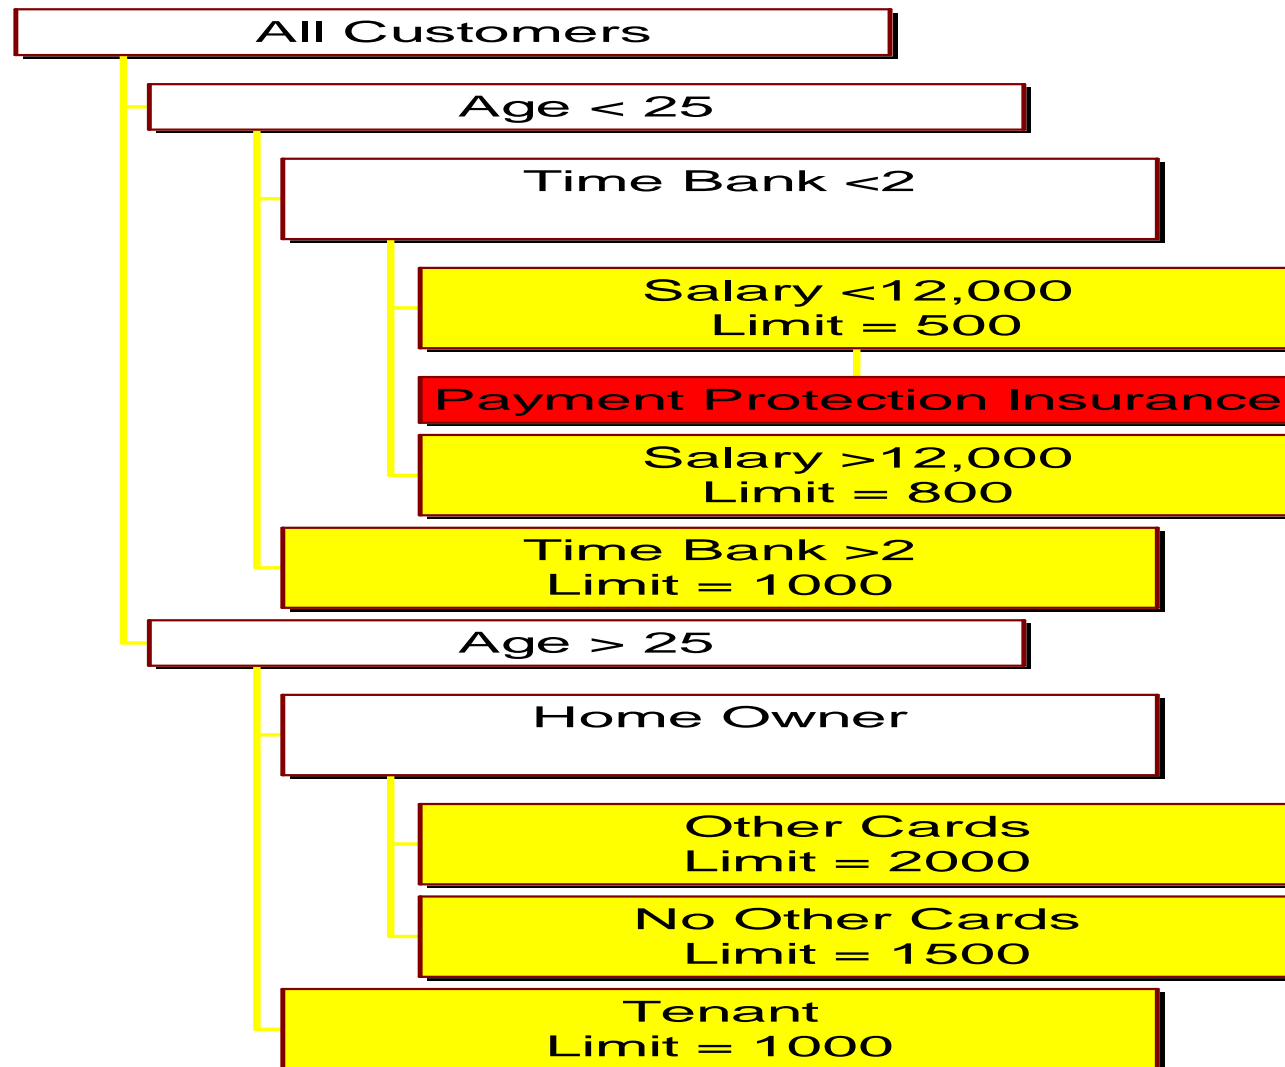 All Customers
Age < 25
Time Bank <2
Salary <12,000
Limit = 500
Payment Protection Insurance
Salary >12,000
Limit = 800
Time Bank >2
Limit = 1000
Age > 25
Home Owner
Other Cards
Limit = 2000
No Other Cards
Limit = 1500
Tenant
Limit = 1000